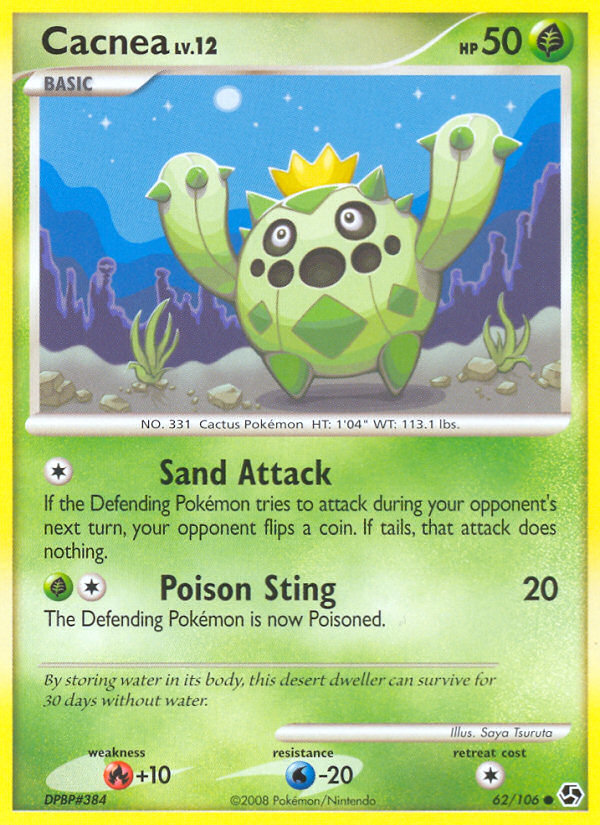 Cacnea LV.12 HP 50
BASIC
NO. 331 Cactus Pokémon HT: 1'04" WT: 113.1 lbs.
Sand Attack
If the Defending Pokémon tries to attack during your opponent's
next turn, your opponent flips a coin. If tails, that attack does
nothing.
Poison Sting 20
The Defending Pokémon is now Poisoned.
By storing water in its body, this desert dweller can survive for
30 days without water.
Illus. Saya Tsuruta
weakness resistance retreat cost
+10 -20
DPBP#384 ©2008 Pokémon/Nintendo 62/106